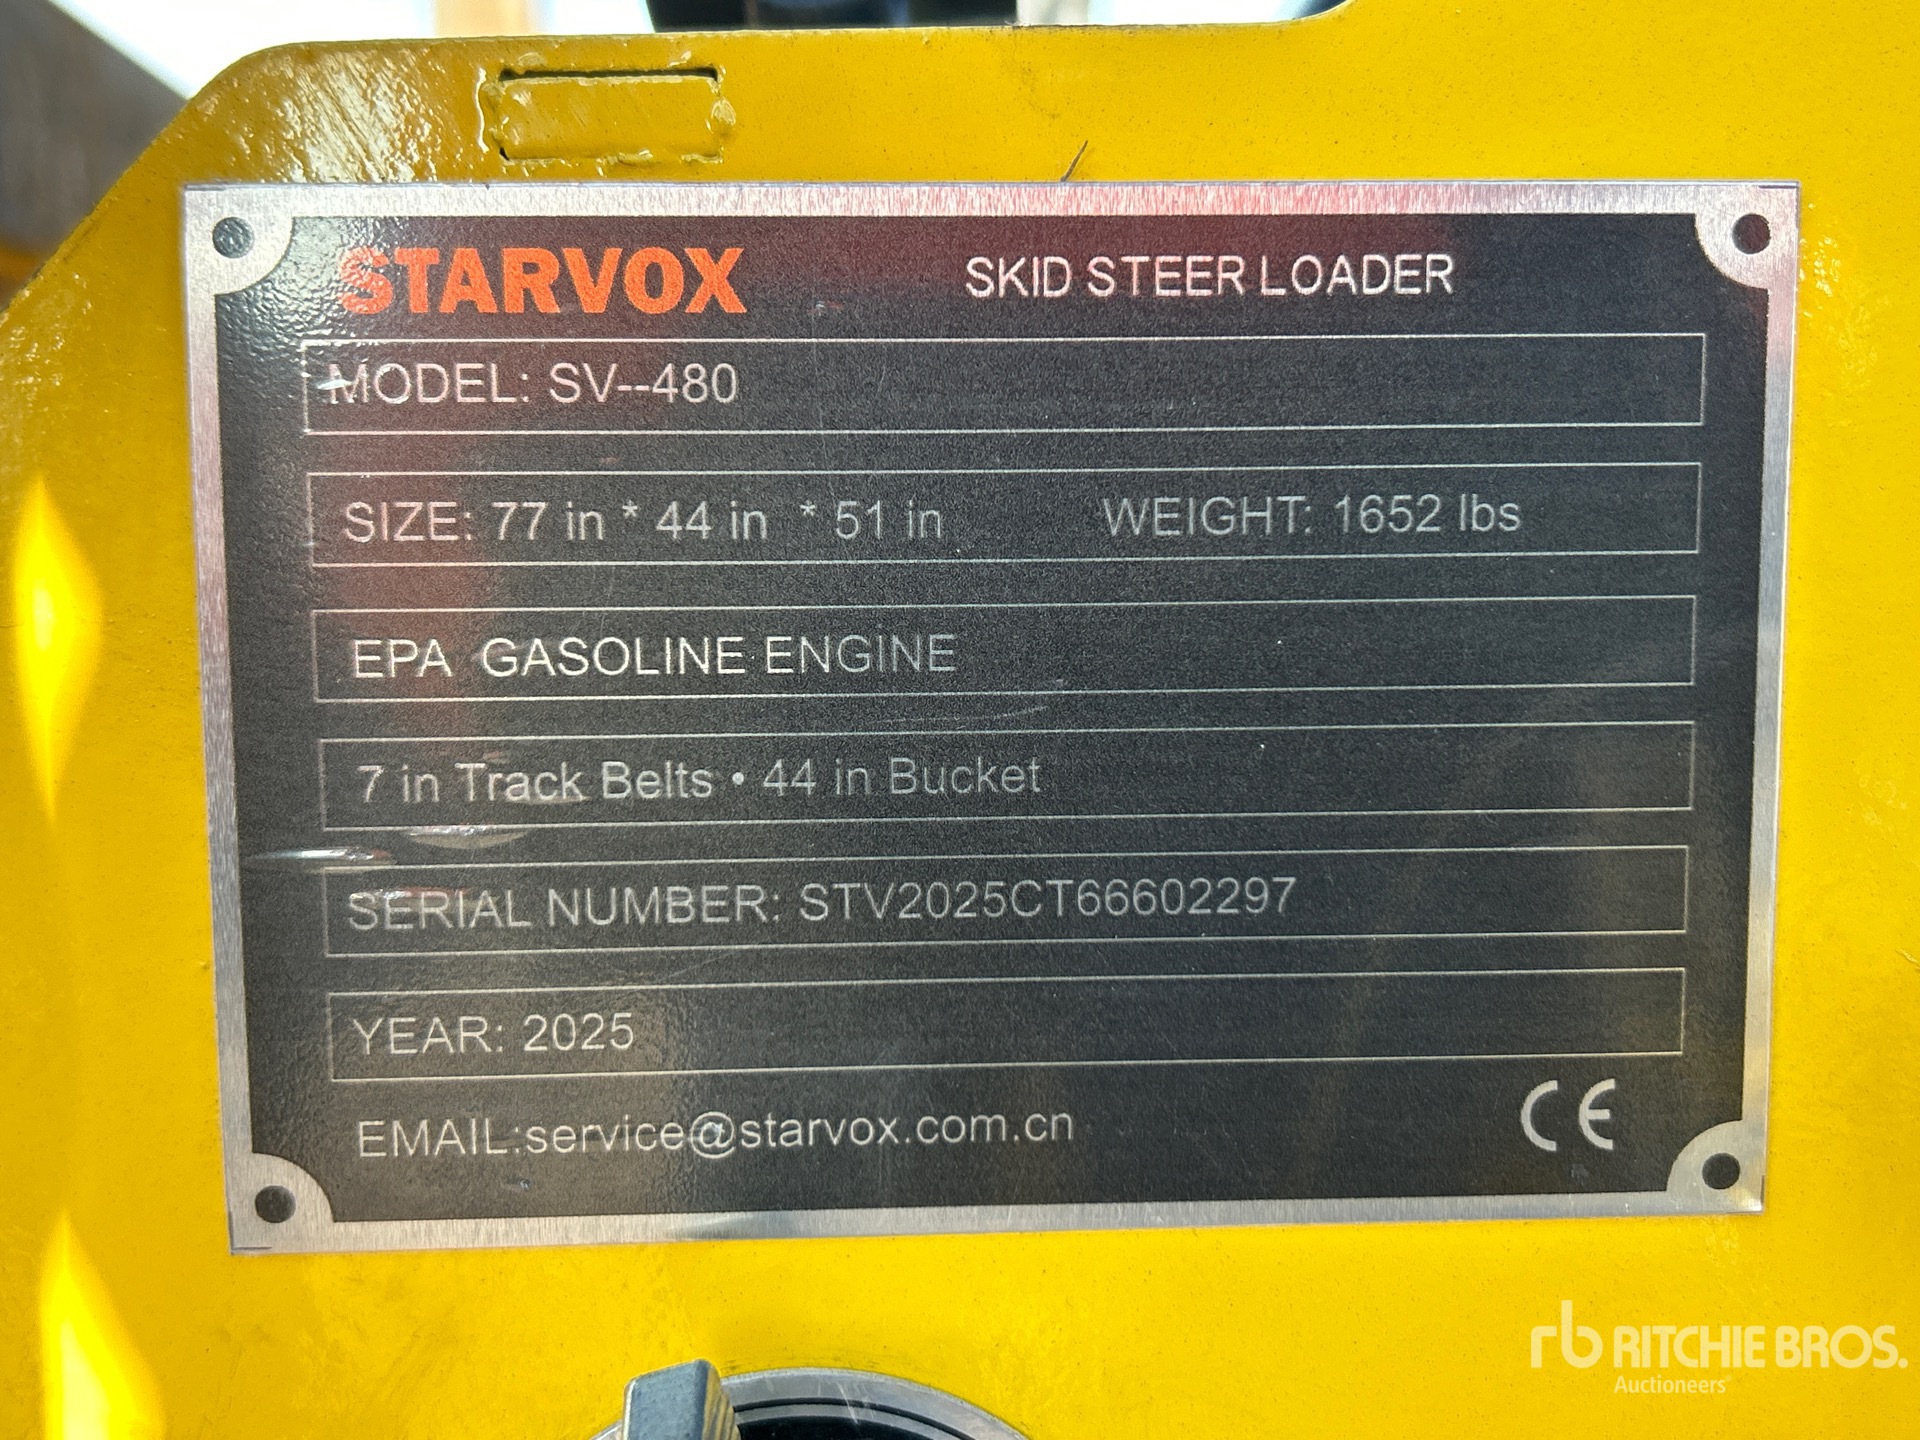 STARVOX SKID STEER LOADER
MODEL: SV--480
SIZE: 77 in * 44 in * 51 in WEIGHT: 1652 lbs
EPA GASOLINE ENGINE
7 in Track Belts • 44 in Bucket
SERIAL NUMBER: STV2025CT66602297
YEAR: 2025
EMAIL:service@starvox.com.cn
CE
rb RITCHIE BROS.
Auctioneers